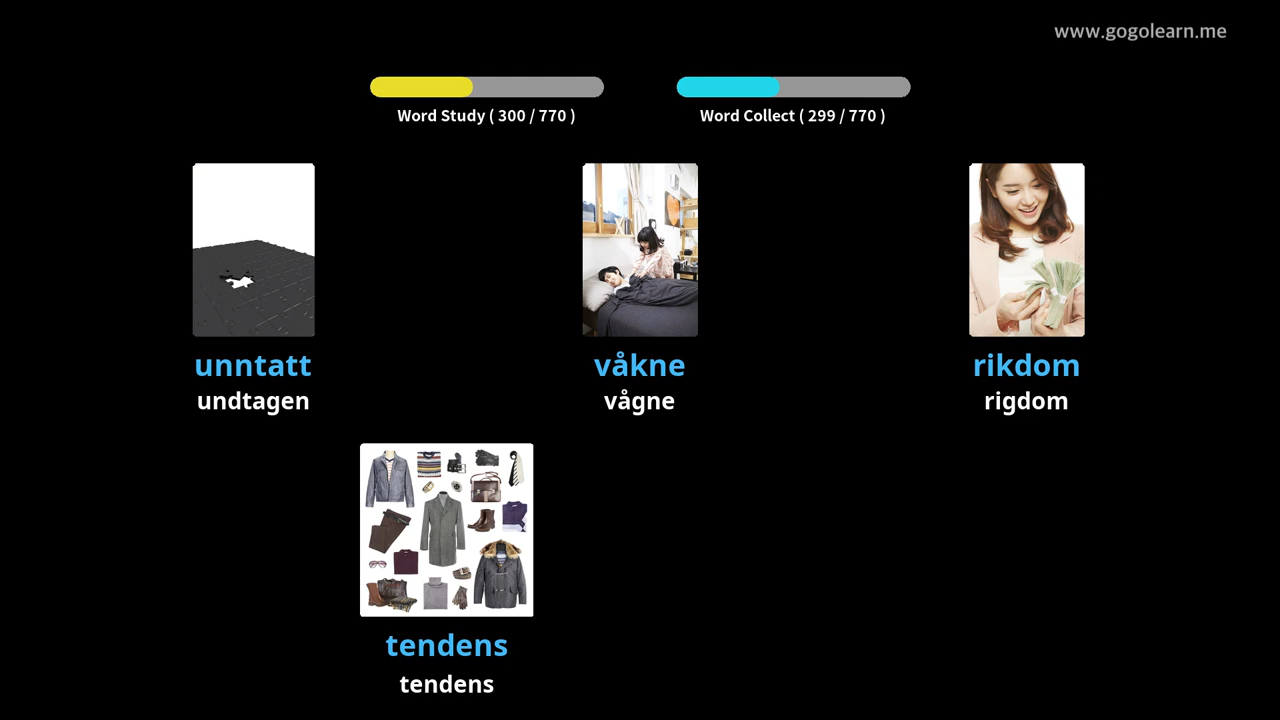 www.gogolearn.me
Word Study ( 300 / 770 )
Word Collect ( 299 / 770 )
unntatt
undtagen
våkne
vågne
rikdom
rigdom
tendens
tendens